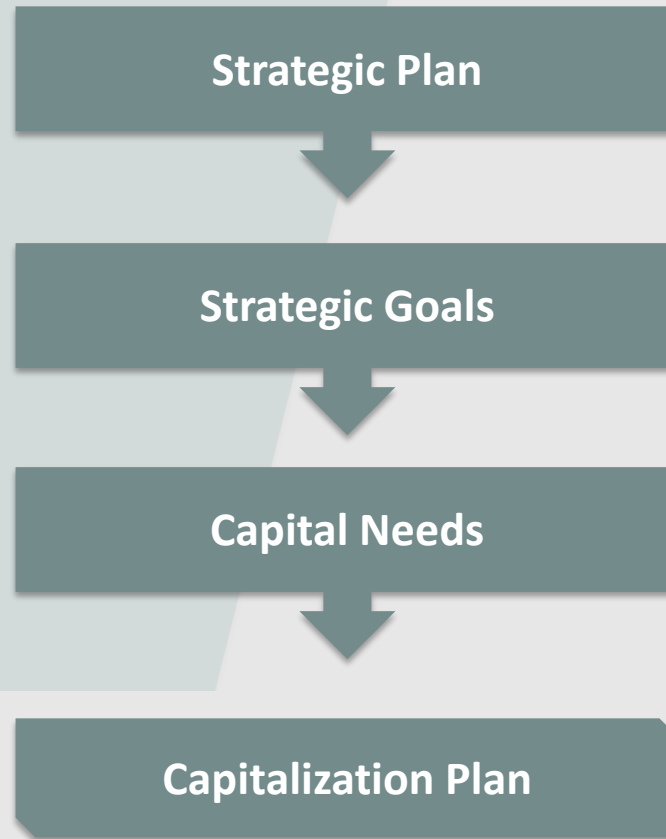 Strategic Plan
Strategic Goals
Capital Needs
Capitalization Plan